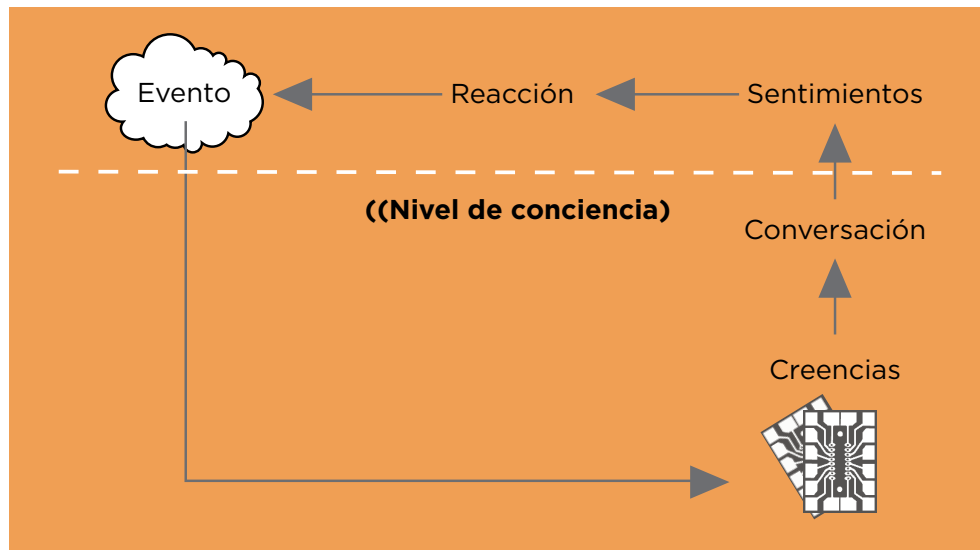 Evento
Reacción
Sentimientos
((Nivel de conciencia)
Conversación
Creencias